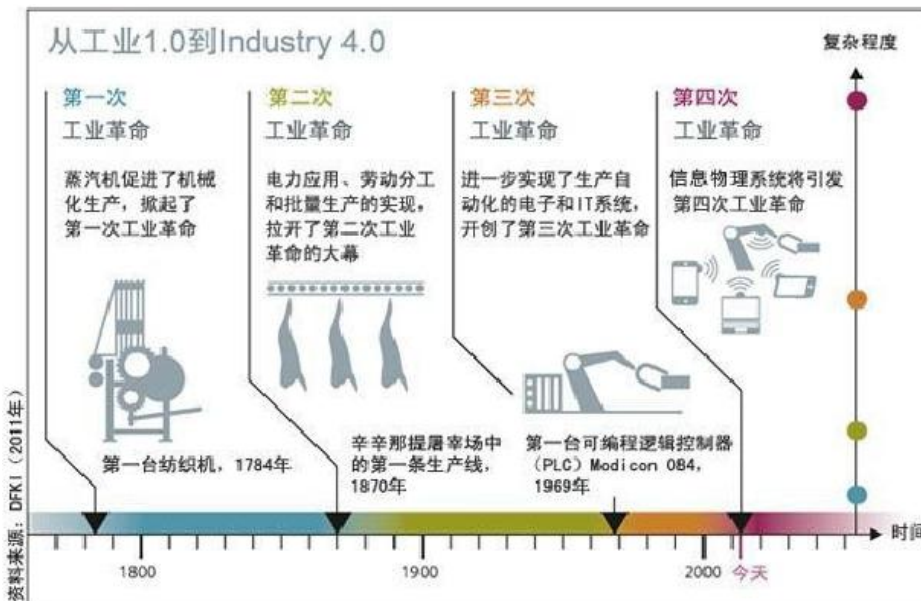 从工业1.0到Industry 4.0
复杂程度
第一次
工业革命
蒸汽机促进了机械
化生产，掀起了
第一次工业革命
第一台纺织机，1784年
第二次
工业革命
电力应用、劳动分工
和批量生产的实现。
拉开了第二次工业
革命的大幕
辛辛那提屠宰场中
的第一条生产线，
1870年
第三次
工业革命
进一步实现了生产自
动化的电子和IT系统，
开创了第三次工业革命
第一台可编程逻辑控制器
（PLC）Modicon 084，
1969年
第四次
工业革命
信息物理系统将引发
第四次工业革命
时间
1800
1900
2000
今天
资料来源：DFKI（2011年）